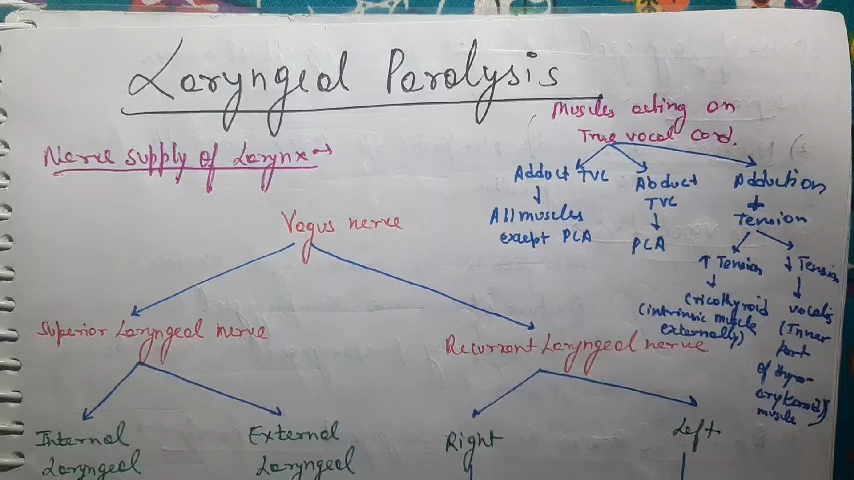 Laryngeal Paralysis
Muscles acting on
True vocal cord.
Nerve supply of Larynx →
Adduct TVC
All muscles
except PCA
Abduct
TVC
PCA
Adduction
+
tension
↑ Tension
Cricothyroid
(intrinsic muscle
externally)
↓ Tension
vocalis
(Inner
part
of thyro-
arytenoid)
muscle
Vagus nerve
Superior Laryngeal nerve
Recurrent Laryngeal nerve
Internal
Laryngeal
External
Laryngeal
Right
Left